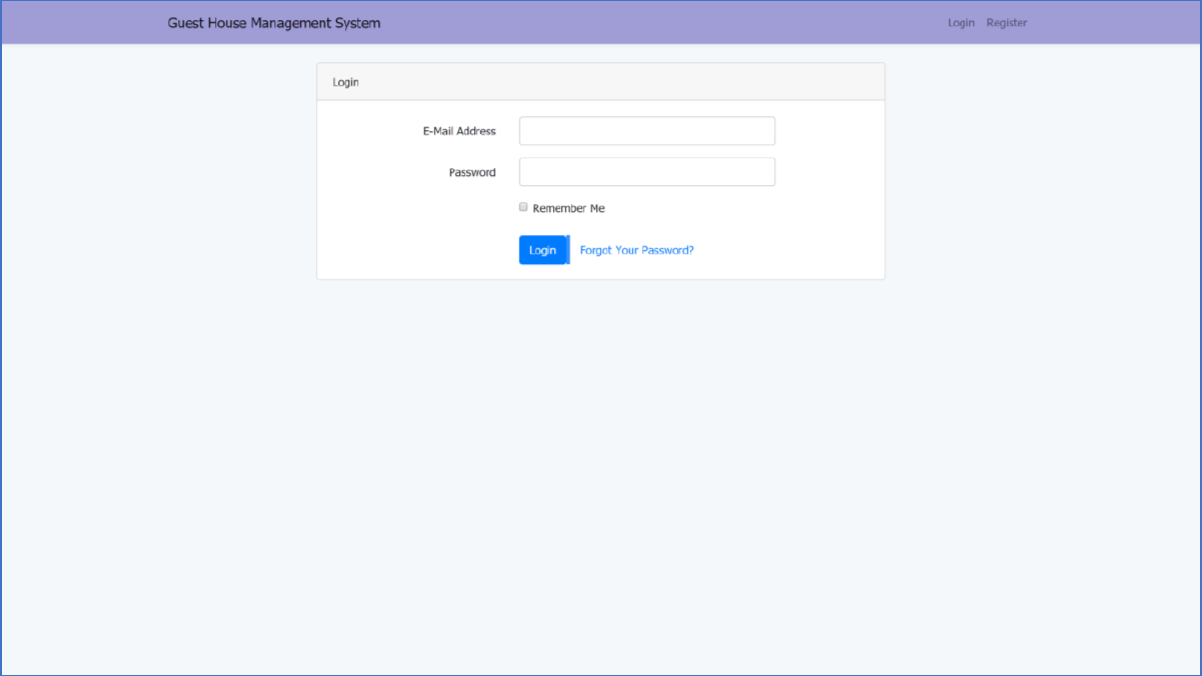 Guest House Management System
Login Register
Login
E-Mail Address
Password
Remember Me
Login Forgot Your Password?